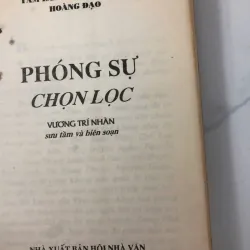 HOÀNG ĐẠO
PHÓNG SỰ
CHỌN LỌC
VƯƠNG TRÍ NHÀN
sưu tầm và biên soạn
NHÀ XUẤT BẢN HỘI NHÀ VĂN